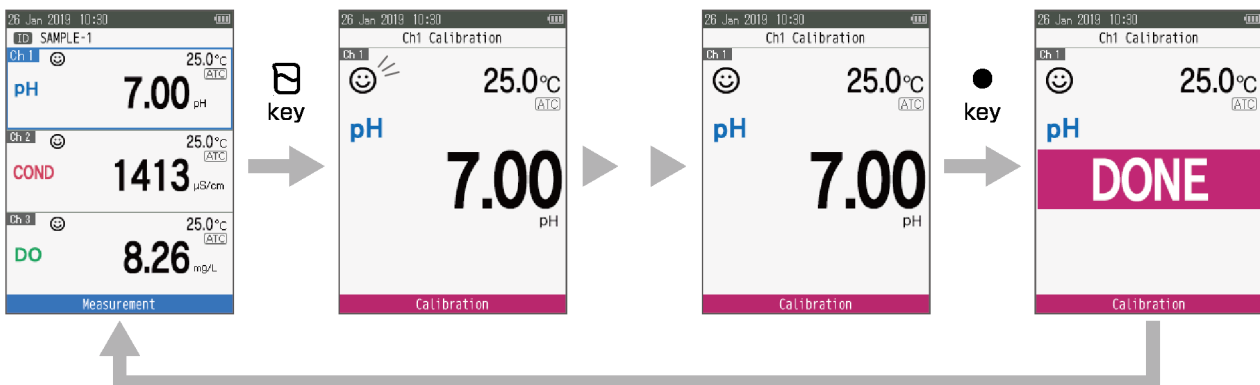 26 Jan 2019 10:30
ID SAMPLE-1
Ch 1 25.0°C
ATC
pH 7.00 pH
Ch 2 25.0°C
ATC
COND 1413 µS/cm
Ch 3 25.0°C
ATC
DO 8.26 mg/L
Measurement
key
26 Jan 2019 10:30
Ch1 Calibration
Ch 1
25.0°C
ATC
pH
7.00
pH
Calibration
26 Jan 2019 10:30
Ch1 Calibration
Ch 1
25.0°C
ATC
pH
7.00
pH
Calibration
key
26 Jan 2019 10:30
Ch1 Calibration
Ch 1
25.0°C
ATC
pH
DONE
Calibration